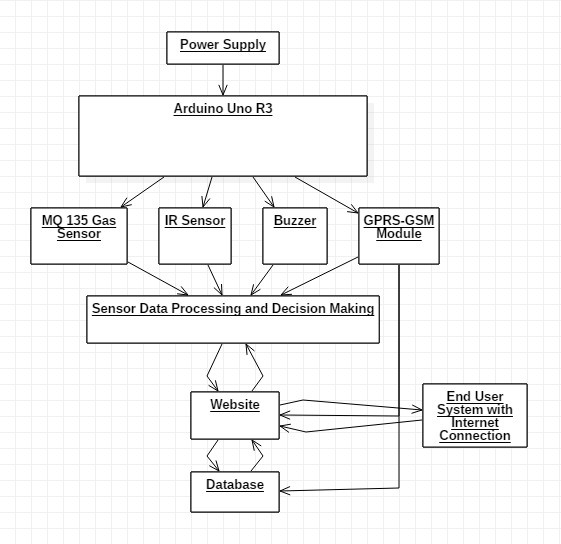 Power Supply
Arduino Uno R3
MQ 135 Gas
Sensor
IR Sensor
Buzzer
GPRS-GSM
Module
Sensor Data Processing and Decision Making
Website
End User
System with
Internet
Connection
Database